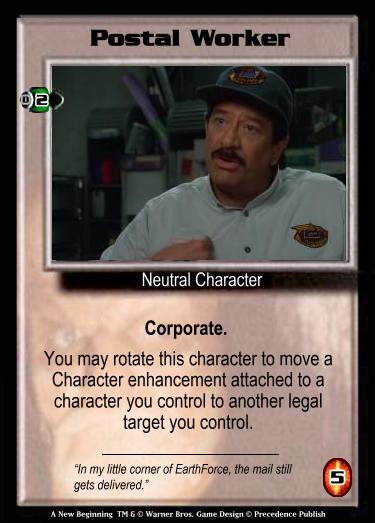 Postal Worker
D 2
Neutral Character
Corporate.
You may rotate this character to move a
Character enhancement attached to a
character you control to another legal
target you control.
“In my little corner of EarthForce, the mail still
gets delivered.”
5
A New Beginning TM & © Warner Bros. Game Design © Precedence Publish